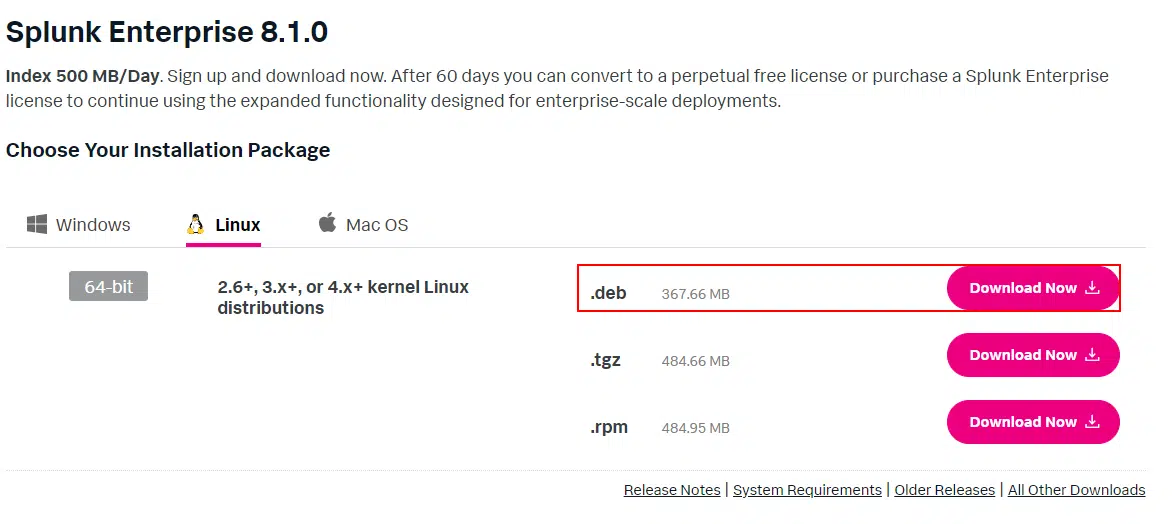 Splunk Enterprise 8.1.0
Index 500 MB/Day. Sign up and download now. After 60 days you can convert to a perpetual free license or purchase a Splunk Enterprise
license to continue using the expanded functionality designed for enterprise-scale deployments.
Choose Your Installation Package
Windows Linux Mac OS
64-bit 2.6+, 3.x+, or 4.x+ kernel Linux
distributions
.deb 367.66 MB Download Now
.tgz 484.66 MB Download Now
.rpm 484.95 MB Download Now
Release Notes | System Requirements | Older Releases | All Other Downloads